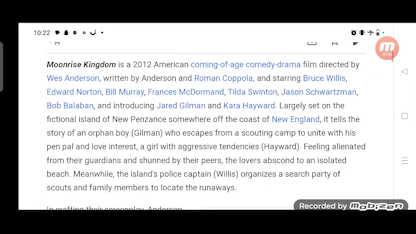 10:22
Moonrise Kingdom is a 2012 American coming-of-age comedy-drama film directed by
Wes Anderson, written by Anderson and Roman Coppola, and starring Bruce Willis,
Edward Norton, Bill Murray, Frances McDormand, Tilda Swinton, Jason Schwartzman,
Bob Balaban, and introducing Jared Gilman and Kara Hayward. Largely set on the
fictional island of New Penzance somewhere off the coast of New England, it tells
the story of an orphan boy (Gilman) who escapes from a scouting camp to unite with his
pen pal and love interest, a girl with aggressive tendencies (Hayward). Feeling alienated
from their guardians and shunned by their peers, the lovers abscond to an isolated
beach. Meanwhile, the island's police captain (Willis) organizes a search party of
scouts and family members to locate the runaways.
In crafting their screenplay, Anderson
Recorded by Mobizen